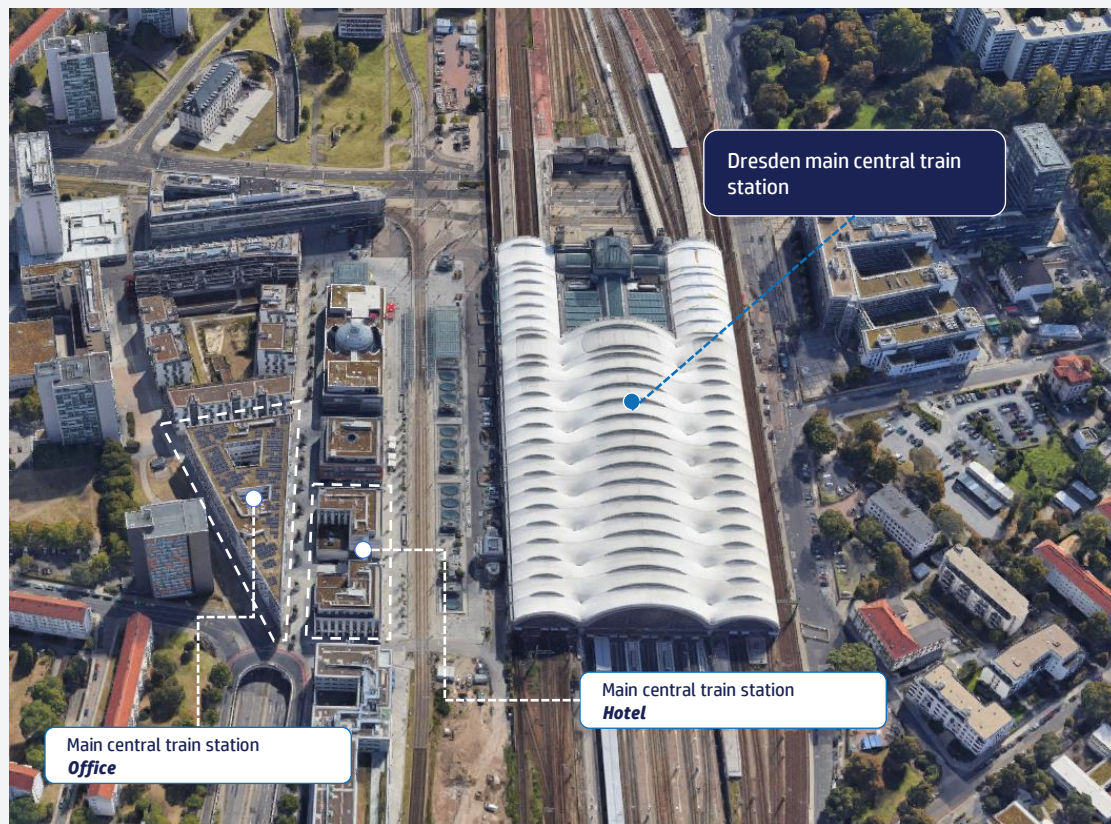 Dresden main central train
station
Main central train station
Hotel
Main central train station
Office